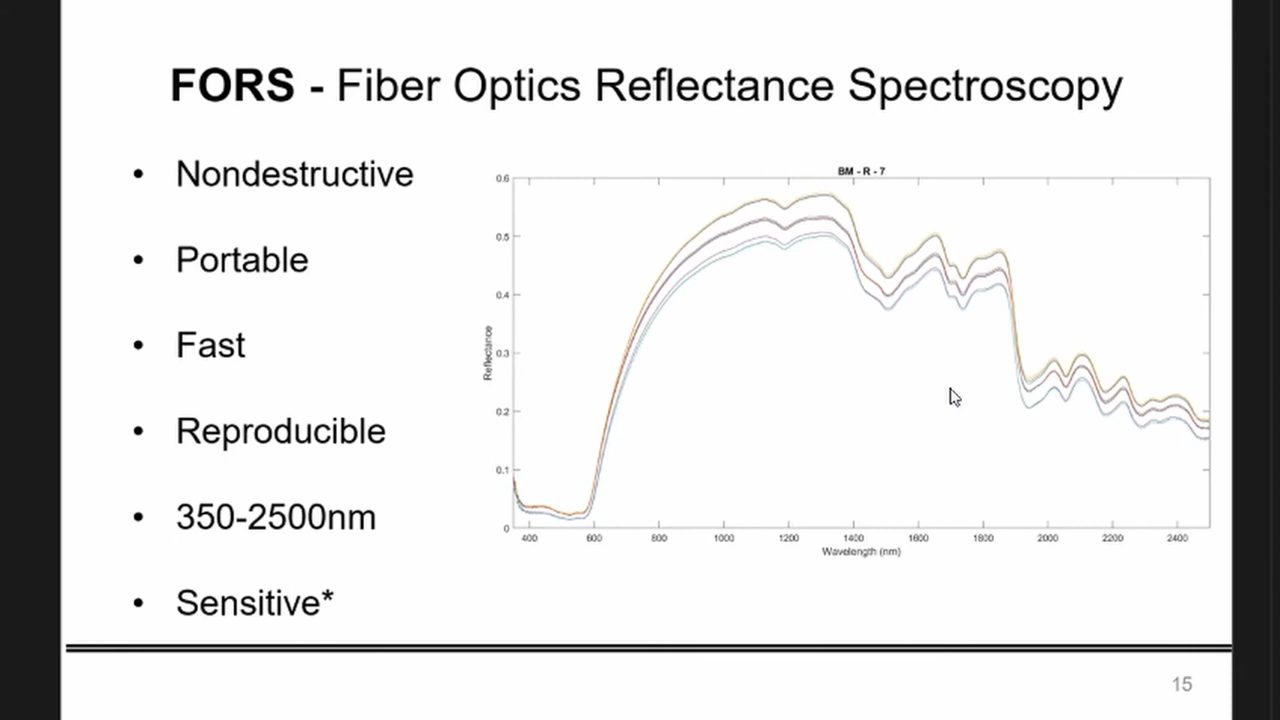 FORS - Fiber Optics Reflectance Spectroscopy
• Nondestructive
• Portable
• Fast
• Reproducible
• 350-2500nm
• Sensitive*
BM - R - 7
0.6
0.5
0.4
0.3
0.2
0.1
0
Reflectance
400 600 800 1000 1200 1400 1600 1800 2000 2200 2400
Wavelength (nm)
15